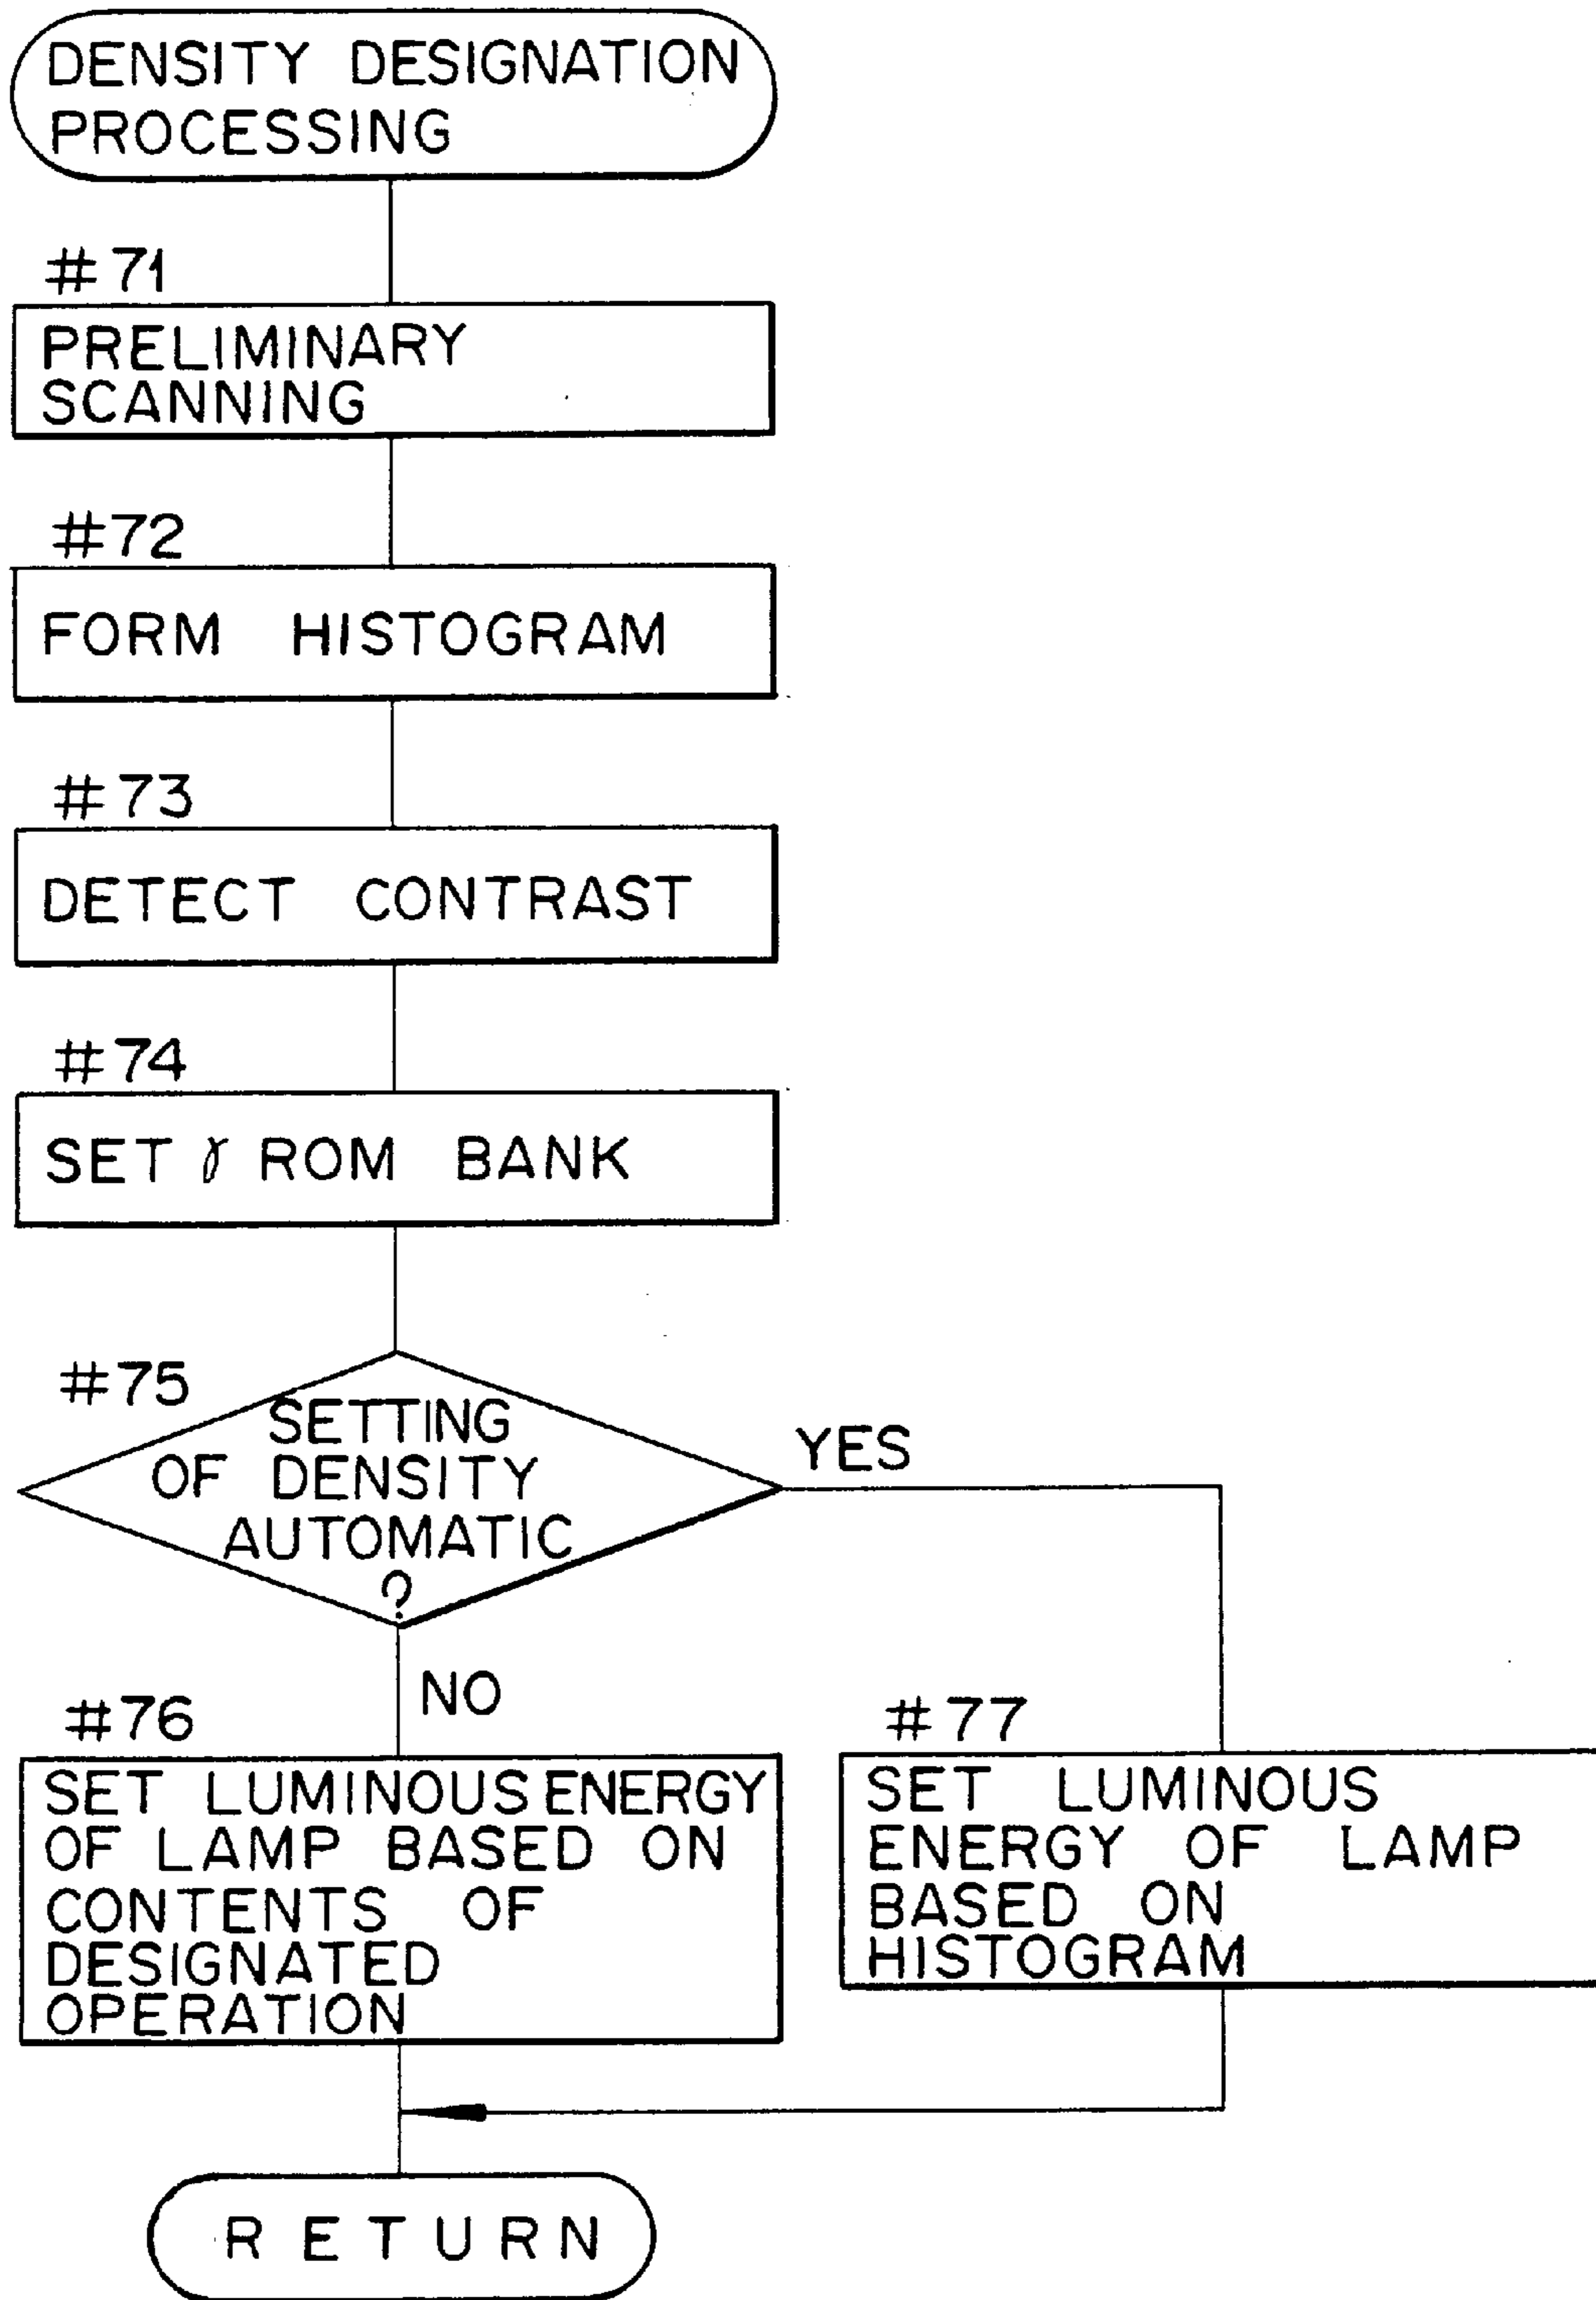 DENSITY DESIGNATION
PROCESSING
#71
PRELIMINARY
SCANNING
#72
FORM HISTOGRAM
#73
DETECT CONTRAST
#74
SET γ ROM BANK
#75
SETTING
OF DENSITY
AUTOMATIC
?
YES
NO
#76
SET LUMINOUS ENERGY
OF LAMP BASED ON
CONTENTS OF
DESIGNATED
OPERATION
#77
SET LUMINOUS
ENERGY OF LAMP
BASED ON
HISTOGRAM
RETURN